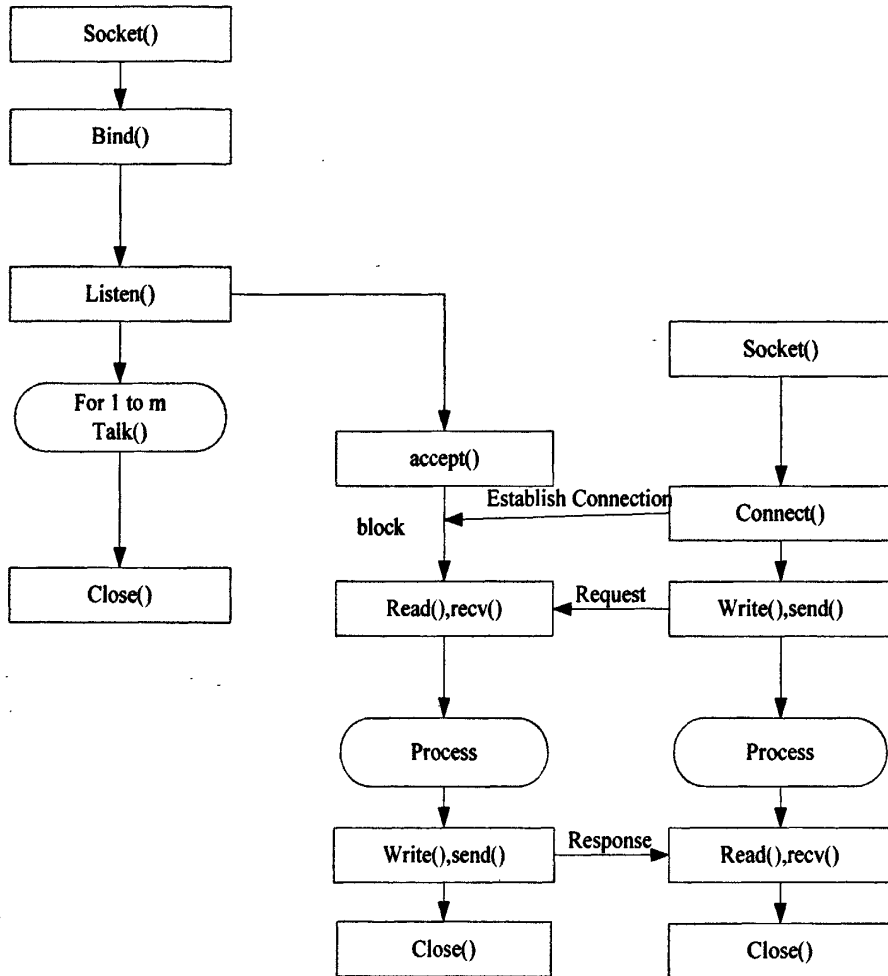 Socket()
Bind()
Listen()
For 1 to m
Talk()
Close()
accept()
block
Read(),recv()
Process
Write(),send()
Close()
Establish Connection
Request
Response
Socket()
Connect()
Write(),send()
Process
Read(),recv()
Close()